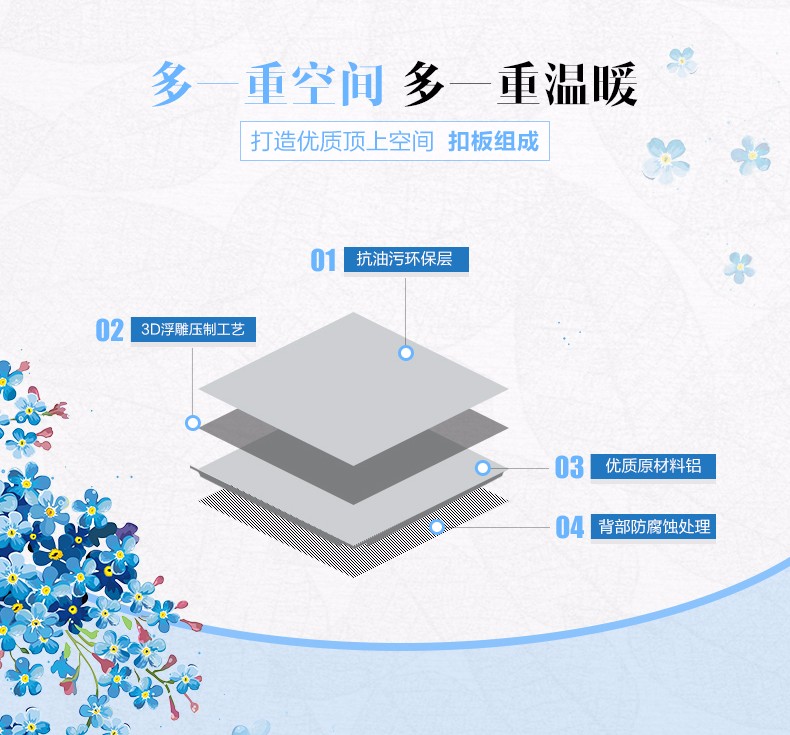 多一重空间 多一重温暖
打造优质顶上空间 扣板组成
01 抗油污环保层
02 3D浮雕压制工艺
03 优质原材料铝
04 背部防腐蚀处理